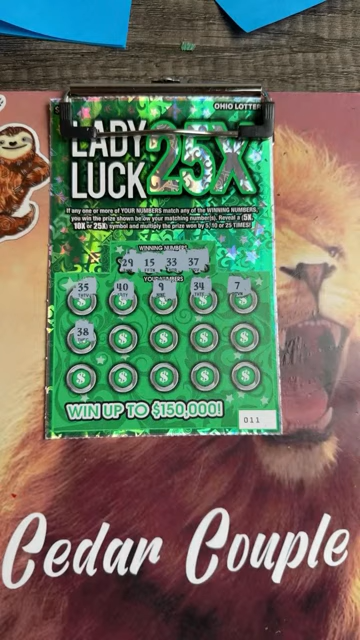 OHIO LOTTER
LADY
LUCK 25X
If any one or more of YOUR NUMBERS match any of the WINNING NUMBERS,
you win the prize shown below your matching number(s). Reveal a (5X,
10X or 25X) symbol and multiply the prize won by 5, 10 or 25 TIMES!
WINNING NUMBERS
29 15 33 37
YOUR NUMBERS
35 40 9 34 7
38 $ $ $ $
$ $ $ $ $
WIN UP TO $150,000!
011
Cedar Couple